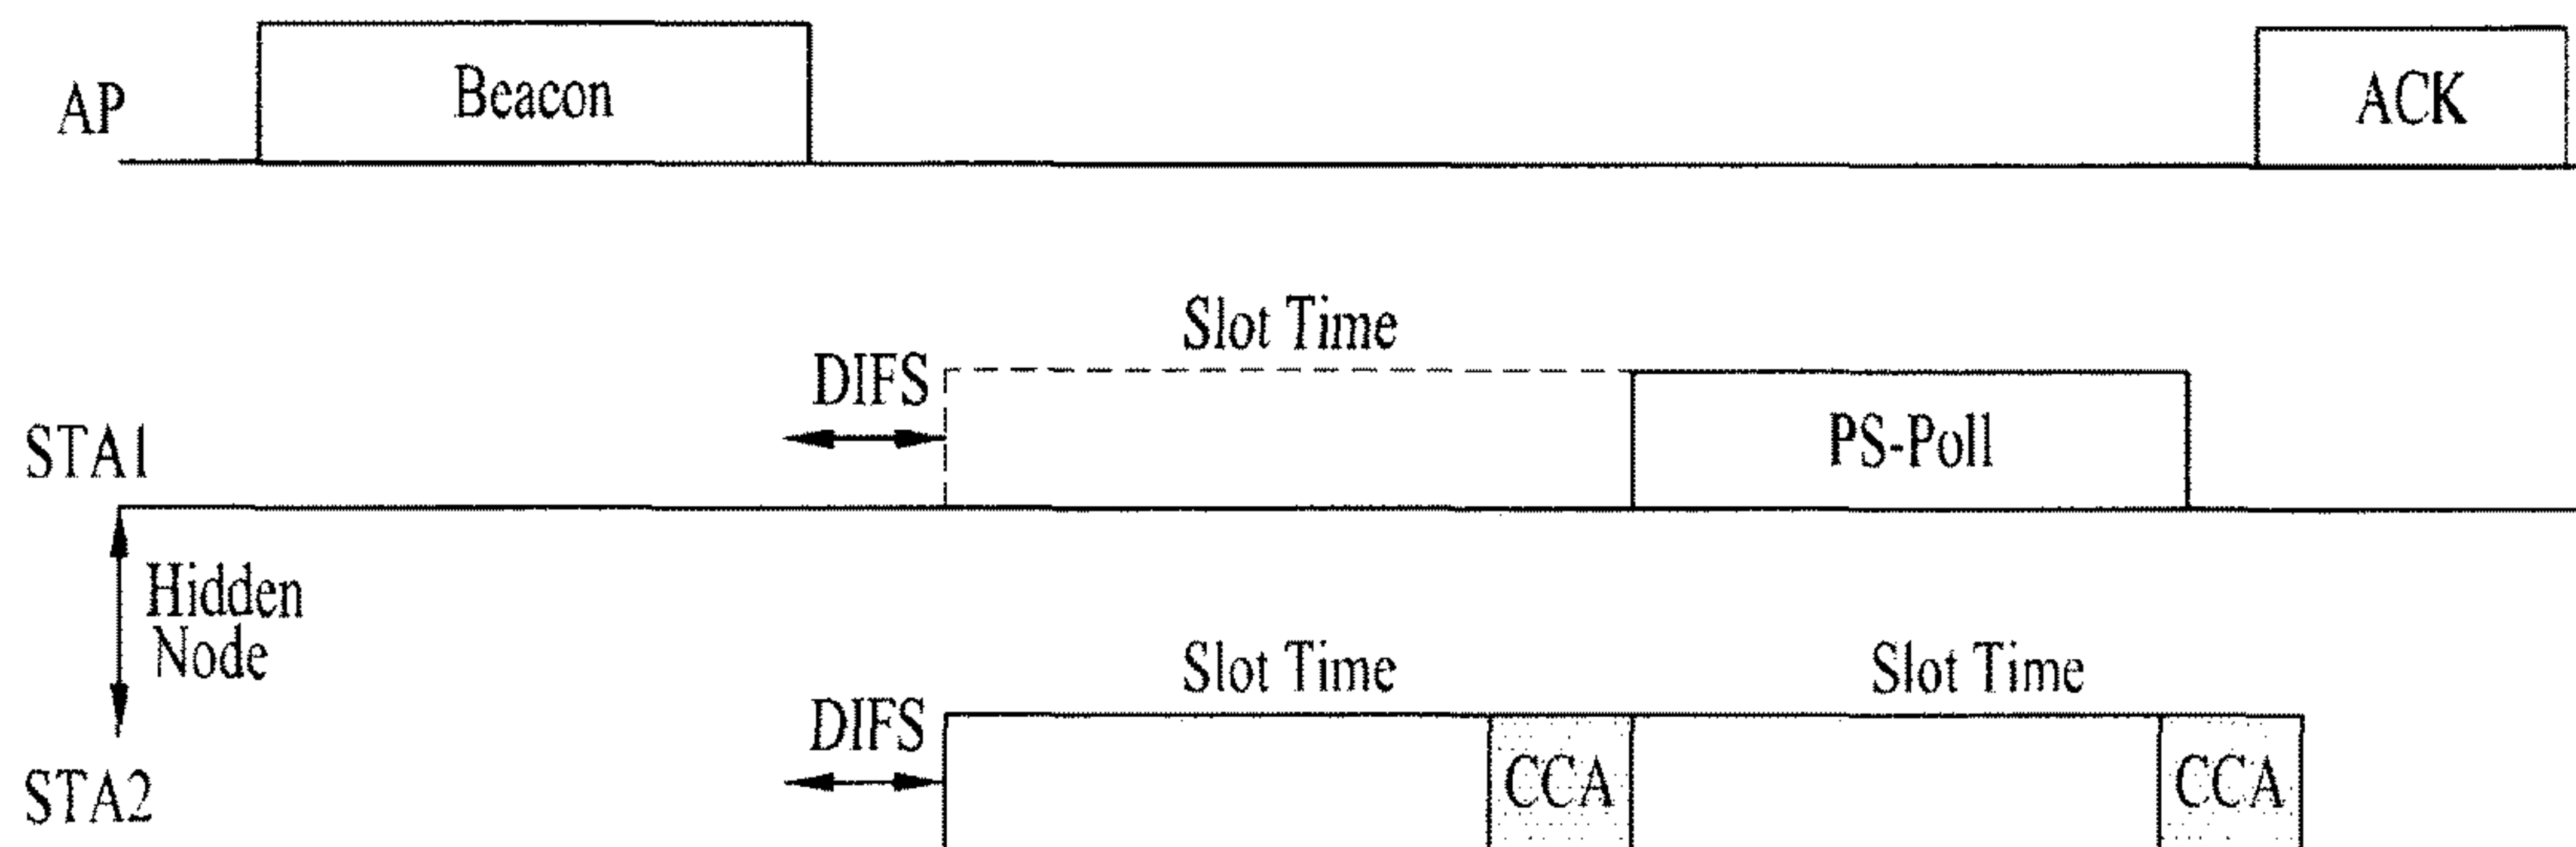 AP
Beacon
ACK
Slot Time
DIFS
STA1
PS-Poll
Hidden
Node
Slot Time
Slot Time
DIFS
STA2
CCA
CCA